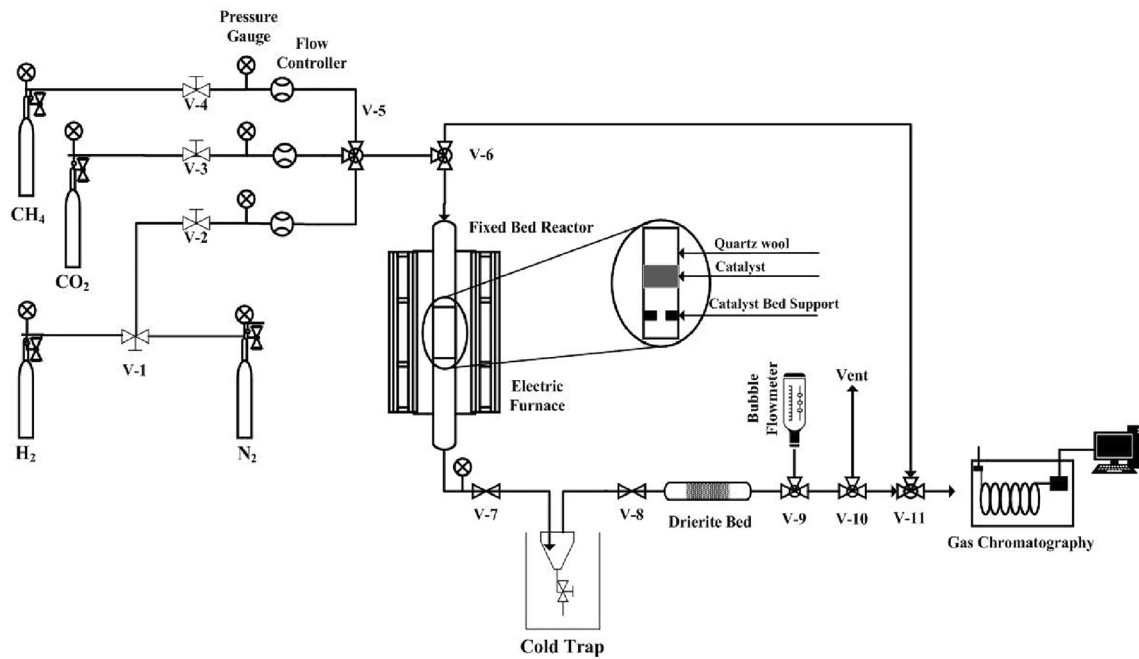 Pressure
Gauge
Flow
Controller
V-4
V-5
CH4
V-3
V-6
CO2
V-2
Fixed Bed Reactor
Quartz wool
Catalyst
Catalyst Bed Support
V-1
H2
N2
Electric
Furnace
Bubble
Flowmeter
Vent
V-7
V-8
Drierite Bed
V-9
V-10
V-11
Gas Chromatography
Cold Trap